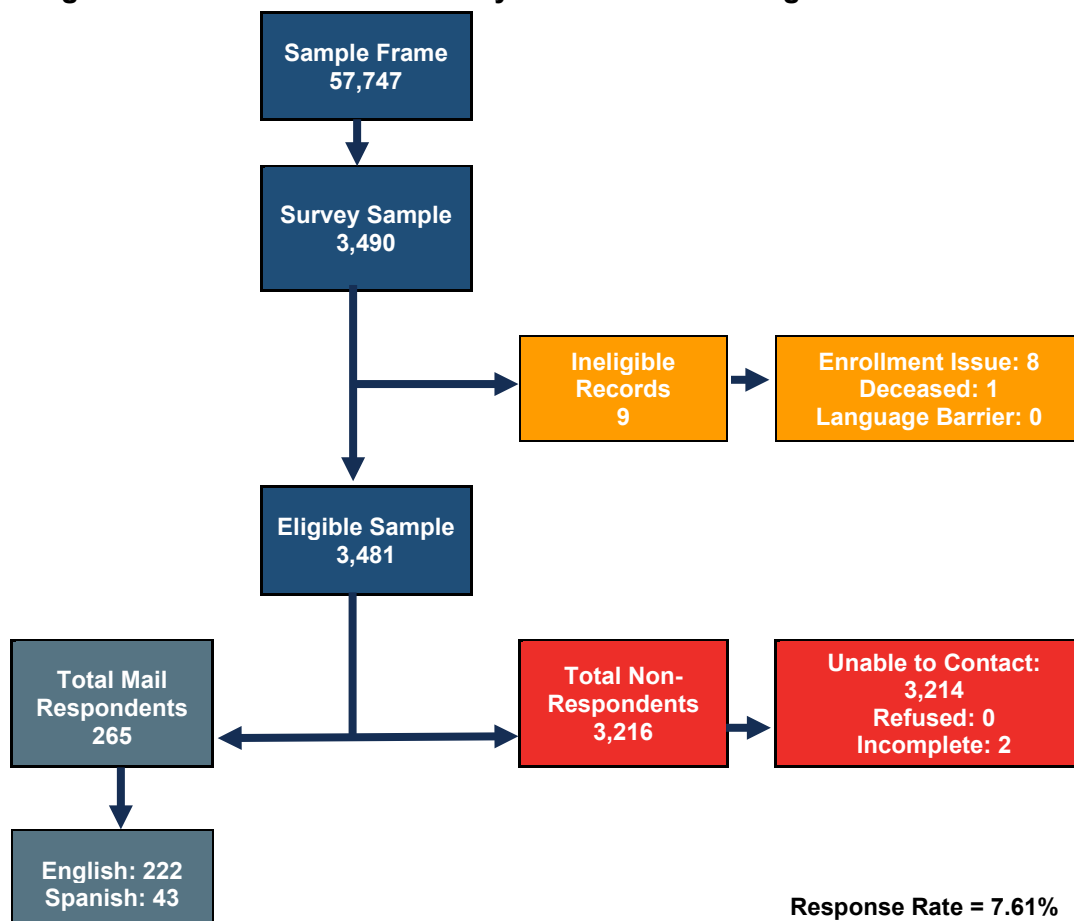 Sample Frame
57,747
Survey Sample
3,490
Ineligible
Records
9
Enrollment Issue: 8
Deceased: 1
Language Barrier: 0
Eligible Sample
3,481
Total Mail
Respondents
265
Total Non-
Respondents
3,216
Unable to Contact:
3,214
Refused: 0
Incomplete: 2
English: 222
Spanish: 43
Response Rate = 7.61%